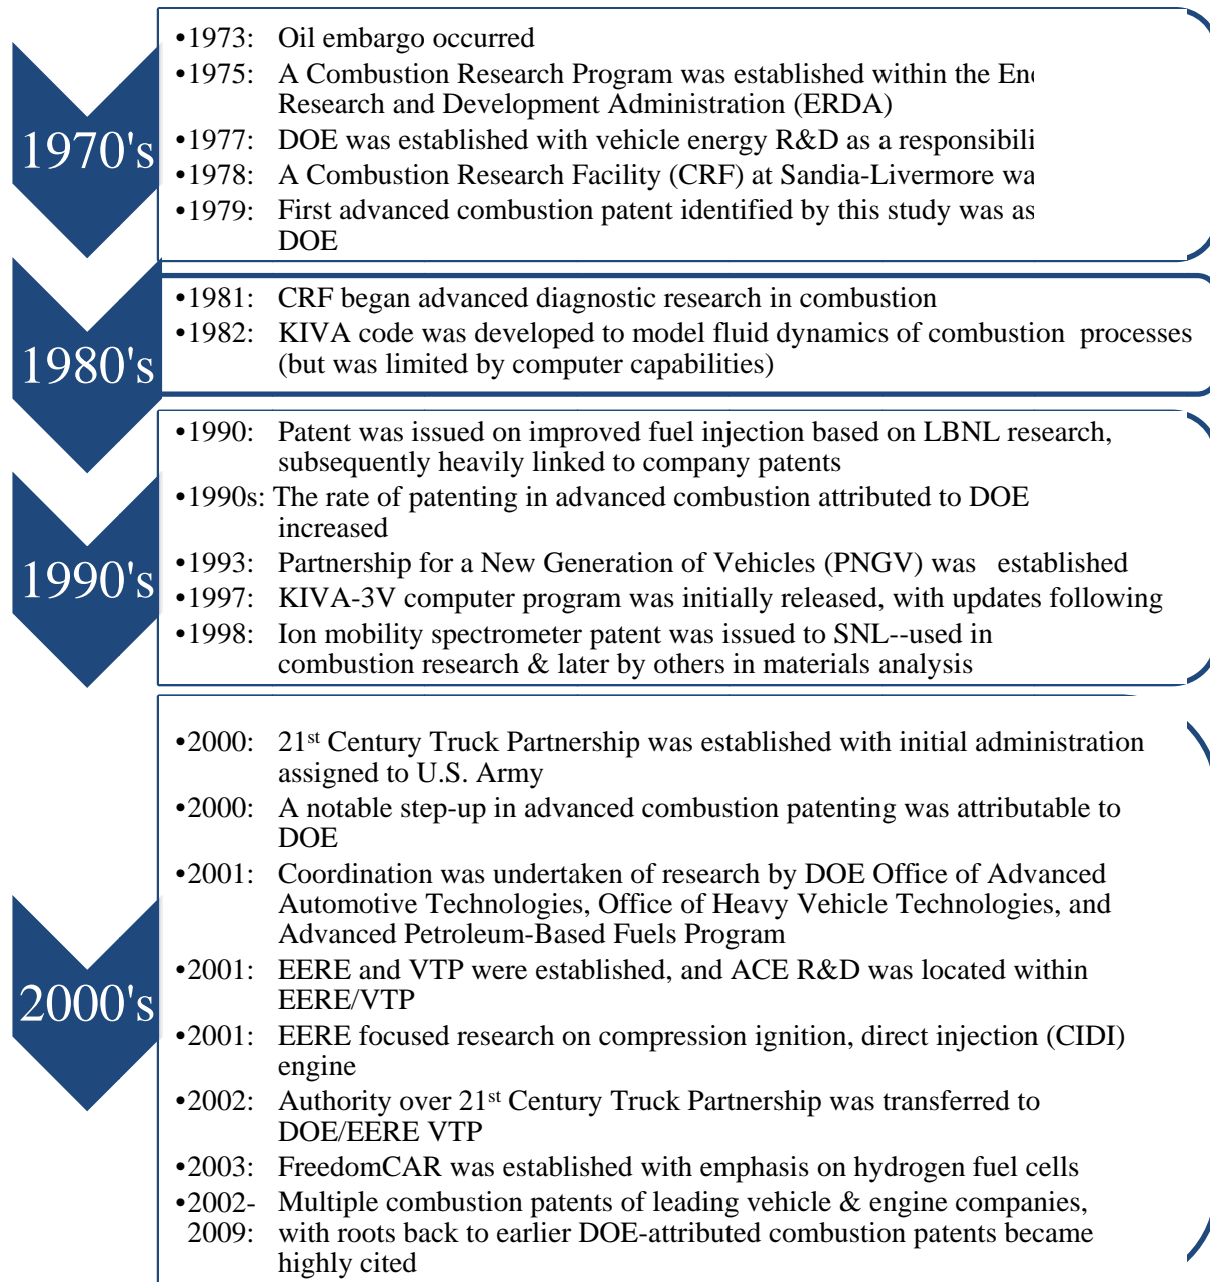 1970's
•1973: Oil embargo occurred
•1975: A Combustion Research Program was established within the
Research and Development Administration (ERDA)
•1977: DOE was established with vehicle energy R&D as a
•1978: A Combustion Research Facility (CRF) at Sandia-Livermore
•1979: First advanced combustion patent identified by this study was
DOE
1980's
•1981: CRF began advanced diagnostic research in combustion
•1982: KIVA code was developed to model fluid dynamics of combustion processes
(but was limited by computer capabilities)
1990's
•1990: Patent was issued on improved fuel injection based on LBNL research,
subsequently heavily linked to company patents
•1990s: The rate of patenting in advanced combustion attributed to DOE
increased
•1993: Partnership for a New Generation of Vehicles (PNGV) was established
•1997: KIVA-3V computer program was initially released, with updates following
•1998: Ion mobility spectrometer patent was issued to SNL--used in
combustion research & later by others in materials analysis
2000's
•2000: 21st Century Truck Partnership was established with initial administration
assigned to U.S. Army
•2000: A notable step-up in advanced combustion patenting was attributable to
DOE
•2001: Coordination was undertaken of research by DOE Office of Advanced
Automotive Technologies, Office of Heavy Vehicle Technologies, and
Advanced Petroleum-Based Fuels Program
•2001: EERE and VTP were established, and ACE R&D was located within
EERE/VTP
•2001: EERE focused research on compression ignition, direct injection (CIDI)
engine
•2002: Authority over 21st Century Truck Partnership was transferred to
DOE/EERE VTP
•2003: FreedomCAR was established with emphasis on hydrogen fuel cells
•2002- Multiple combustion patents of leading vehicle & engine companies,
2009: with roots back to earlier DOE-attributed combustion patents became
highly cited